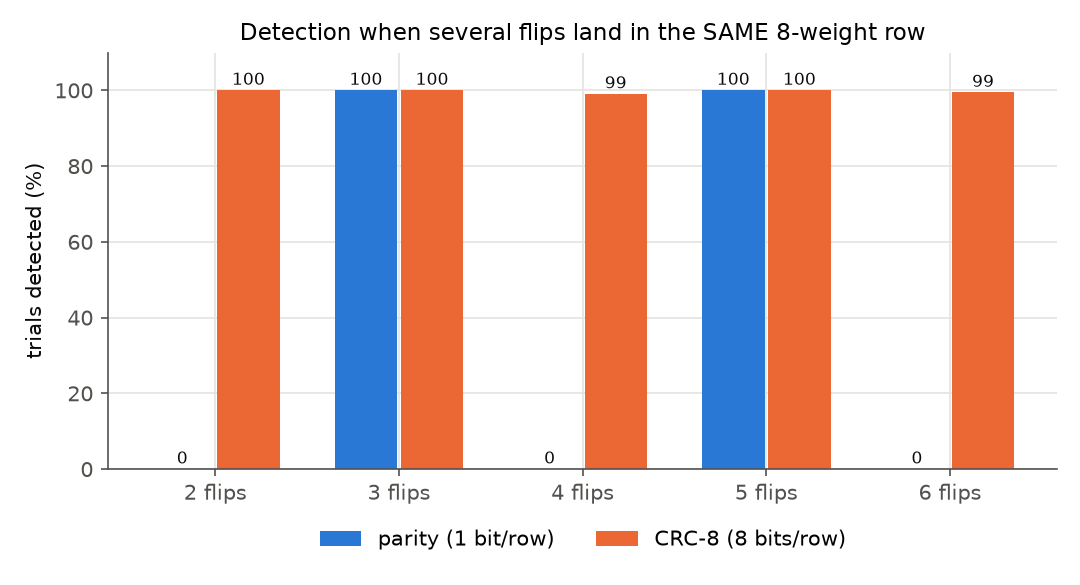 Detection when several flips land in the SAME 8-weight row
trials detected (%)
100
80
60
40
20
0
0 100 100 100 0 99 100 100 0 99
2 flips 3 flips 4 flips 5 flips 6 flips
parity (1 bit/row) CRC-8 (8 bits/row)